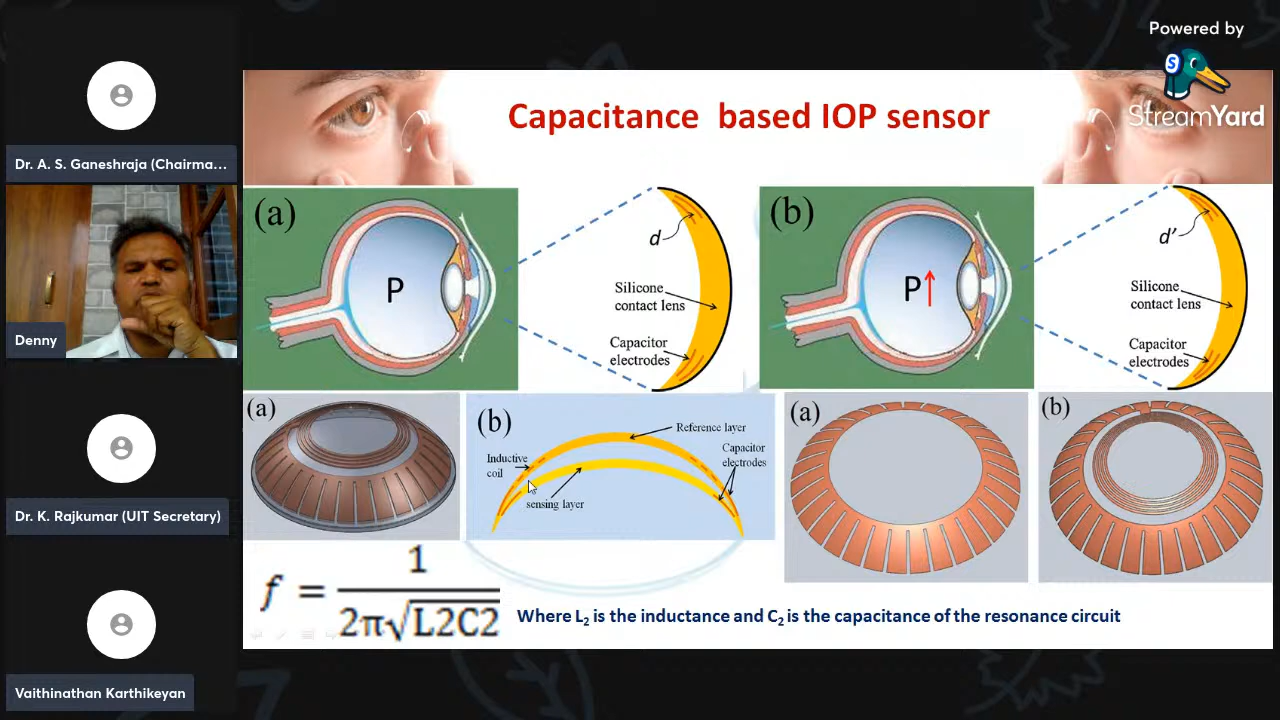 Powered by
StreamYard
Dr. A. S. Ganeshraja (Chairma...
Denny
Dr. K. Rajkumar (UIT Secretary)
Vaithinathan Karthikeyan
Capacitance based IOP sensor
(a)
P
d
Silicone
contact lens
Capacitor
electrodes
(b)
P↑
d'
Silicone
contact lens
Capacitor
electrodes
(a)
(b)
Reference layer
Inductive
coil
Capacitor
electrodes
sensing layer
(a)
(b)
f = 1 / 2π√L2C2
Where L₂ is the inductance and C₂ is the capacitance of the resonance circuit